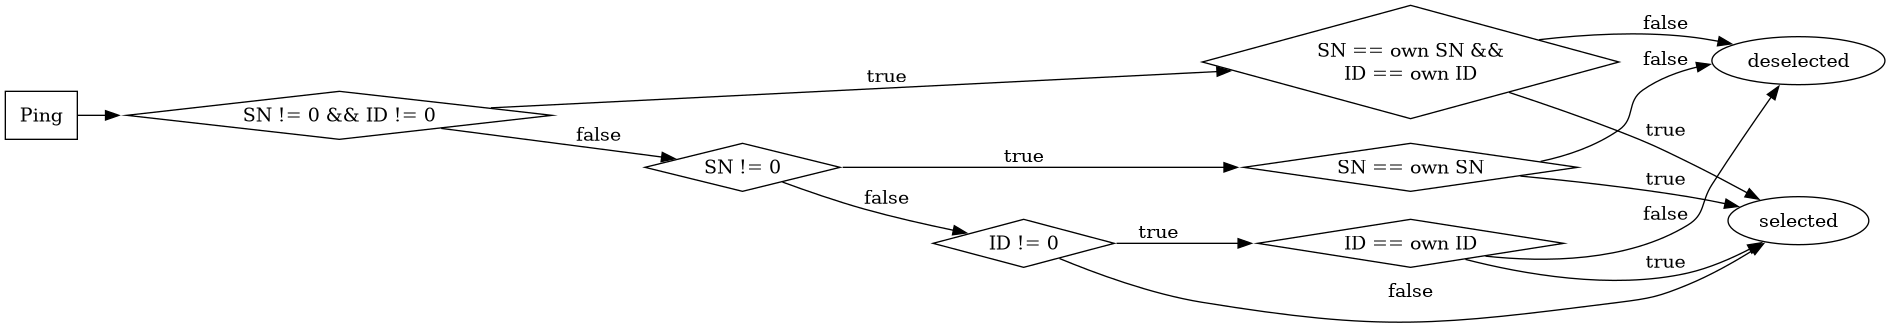 Ping
SN != 0 && ID != 0
true
false
SN != 0
true
false
ID != 0
true
false
SN == own SN &&
ID == own ID
false
true
SN == own SN
false
true
ID == own ID
false
true
deselected
selected